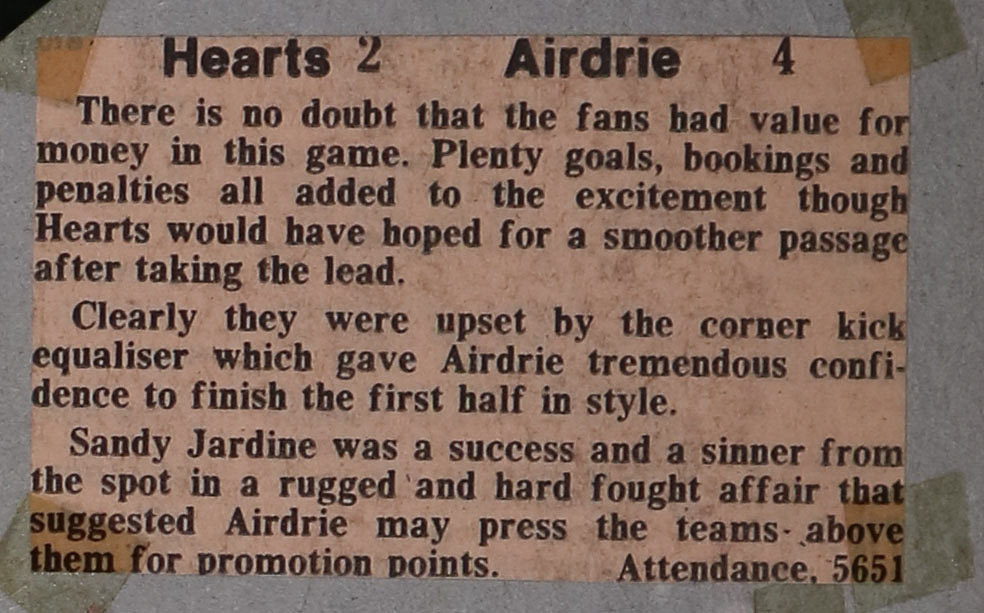 Hearts 2 Airdrie 4
There is no doubt that the fans had value for
money in this game. Plenty goals, bookings and
penalties all added to the excitement though
Hearts would have hoped for a smoother passage
after taking the lead.
Clearly they were upset by the corner kick
equaliser which gave Airdrie tremendous confi-
dence to finish the first half in style.
Sandy Jardine was a success and a sinner from
the spot in a rugged and hard fought affair that
suggested Airdrie may press the teams above
them for promotion points. Attendance, 5651